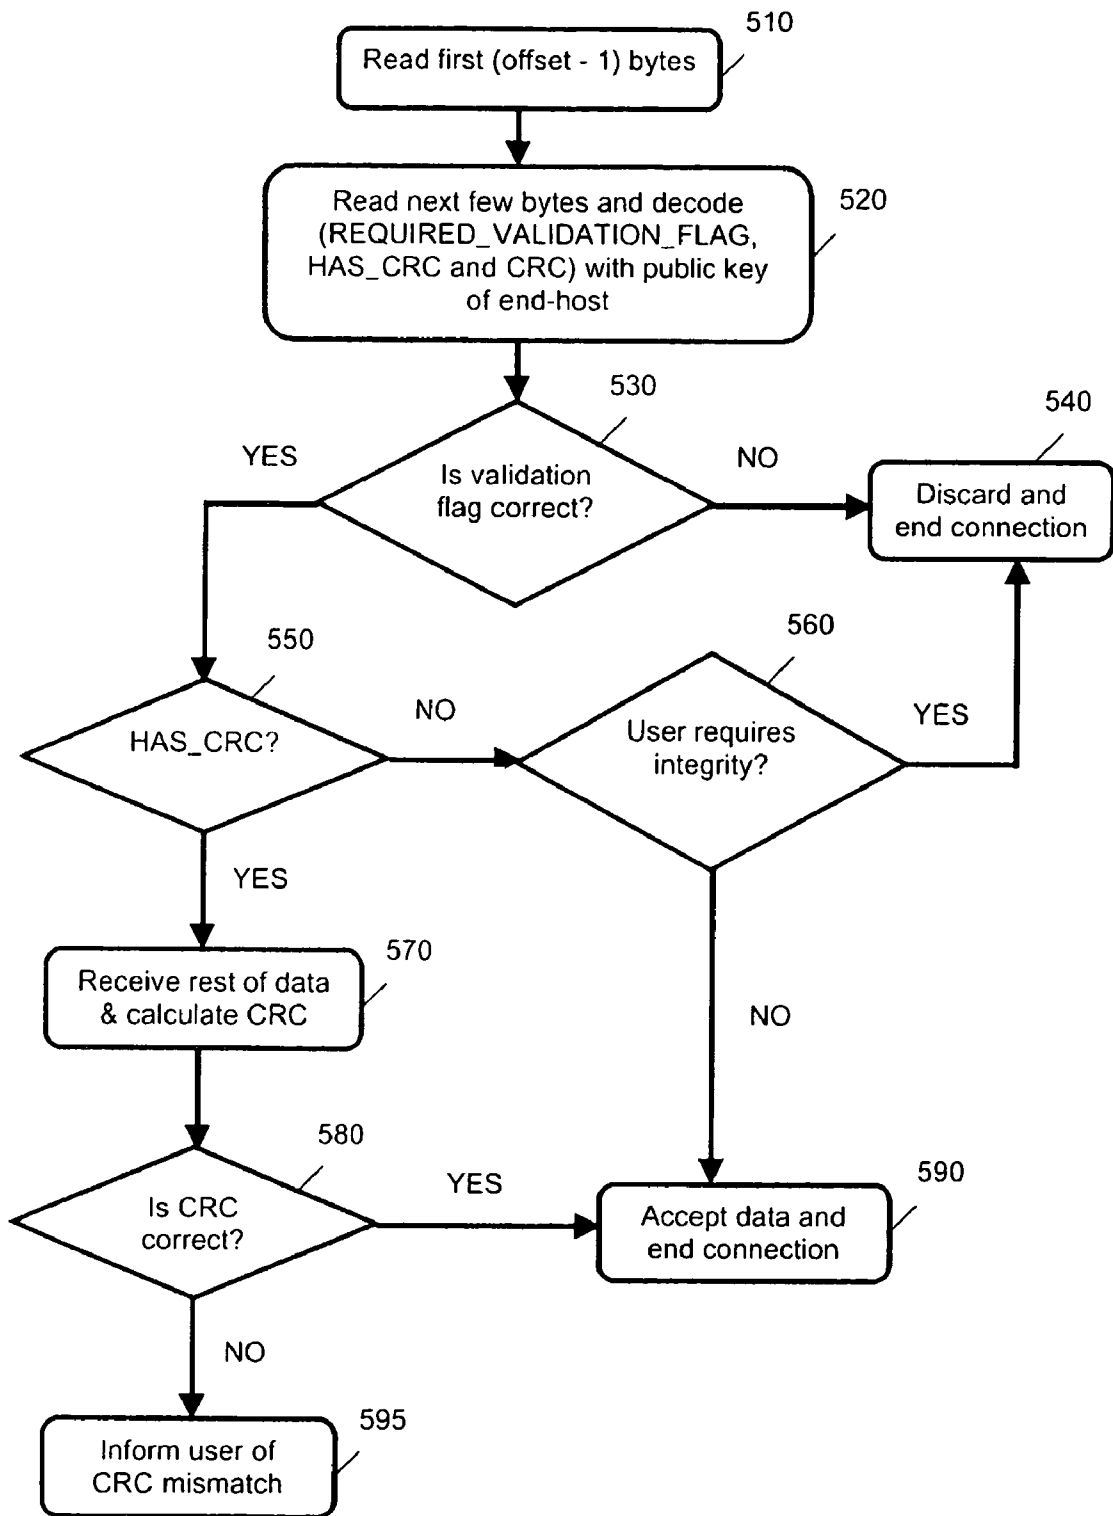 510
Read first (offset - 1) bytes
520
Read next few bytes and decode
(REQUIRED_VALIDATION_FLAG,
HAS_CRC and CRC) with public key
of end-host
530
Is validation
flag correct?
YES
NO
540
Discard and
end connection
550
HAS_CRC?
NO
560
User requires
integrity?
YES
YES
570
Receive rest of data
& calculate CRC
NO
580
Is CRC
correct?
YES
590
Accept data and
end connection
NO
595
Inform user of
CRC mismatch